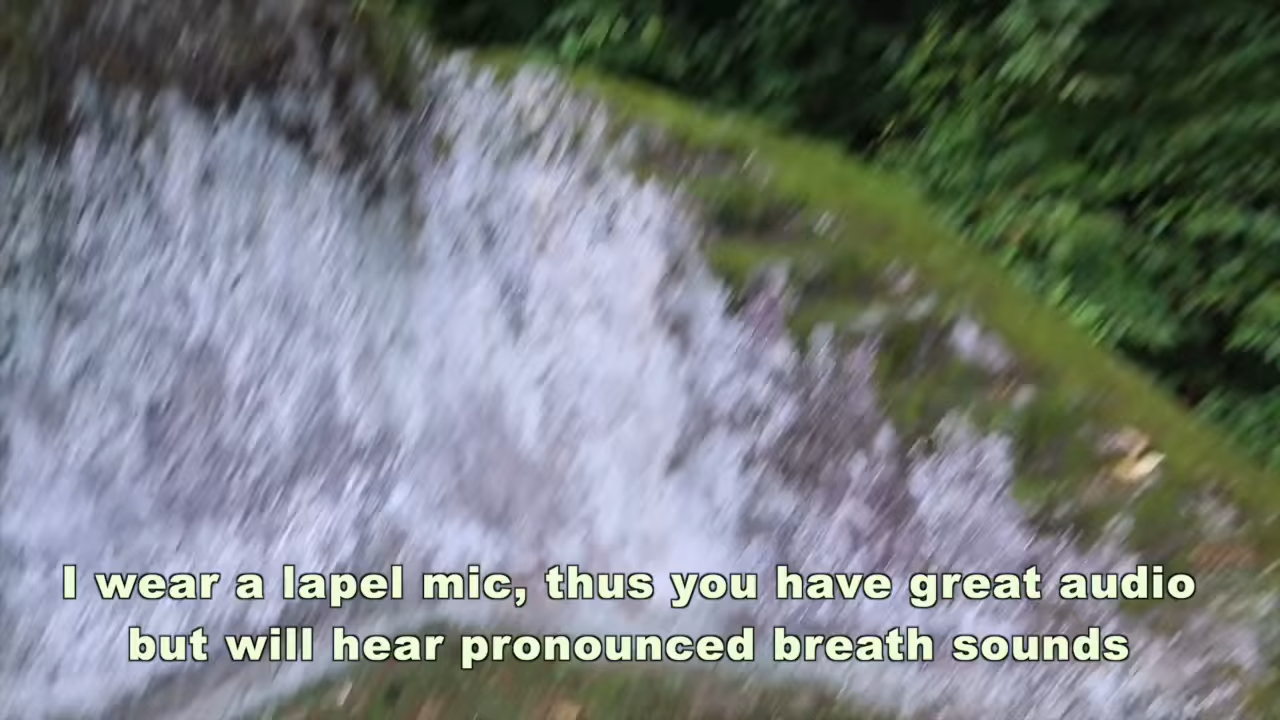 I wear a lapel mic, thus you have great audio
but will hear pronounced breath sounds